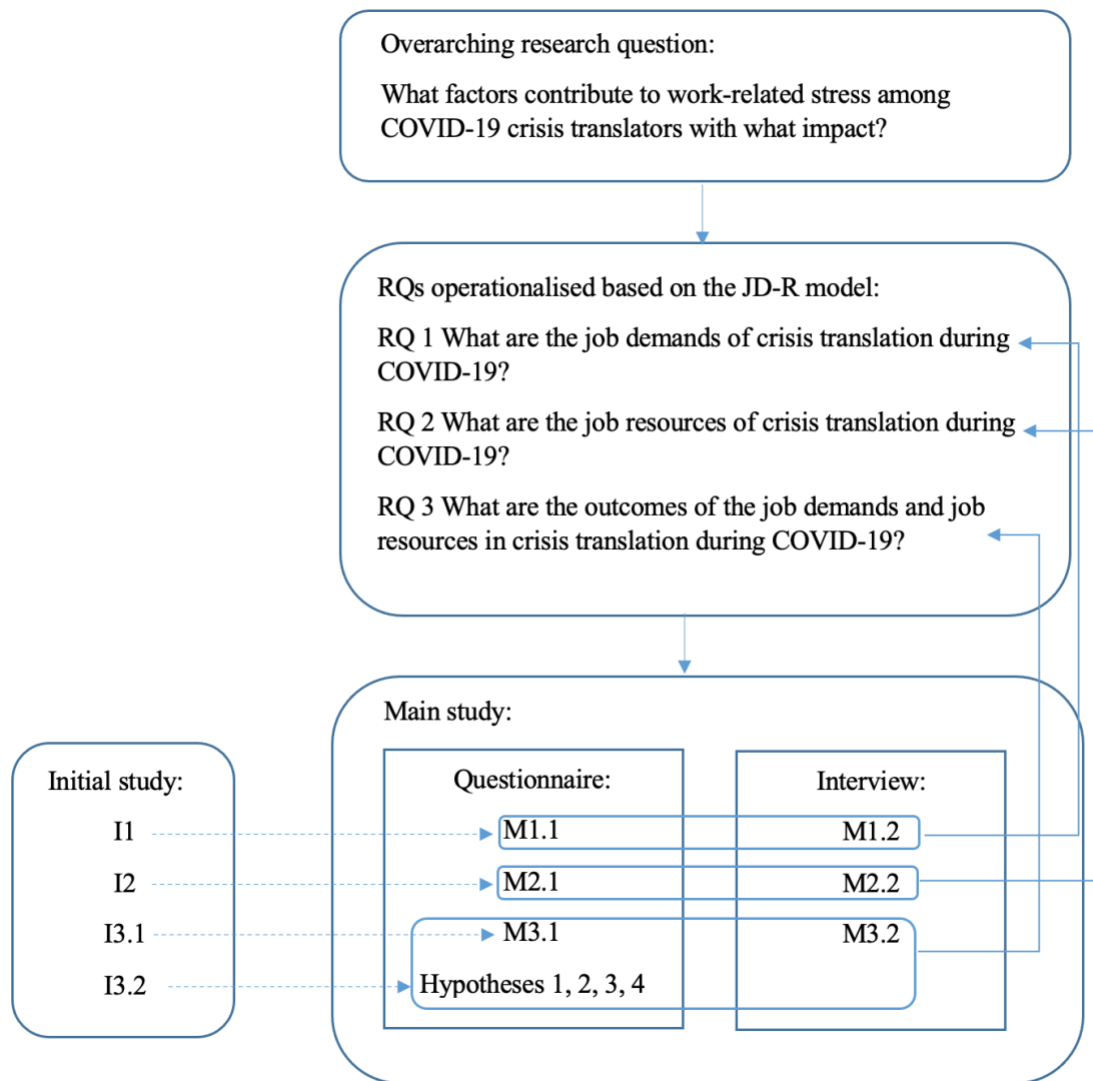 Overarching research question:
What factors contribute to work-related stress among
COVID-19 crisis translators with what impact?
RQs operationalised based on the JD-R model:
RQ 1 What are the job demands of crisis translation during
COVID-19?
RQ 2 What are the job resources of crisis translation during
COVID-19?
RQ 3 What are the outcomes of the job demands and job
resources in crisis translation during COVID-19?
Initial study:
I1
I2
I3.1
I3.2
Main study:
Questionnaire:
M1.1
M2.1
M3.1
Hypotheses 1, 2, 3, 4
Interview:
M1.2
M2.2
M3.2